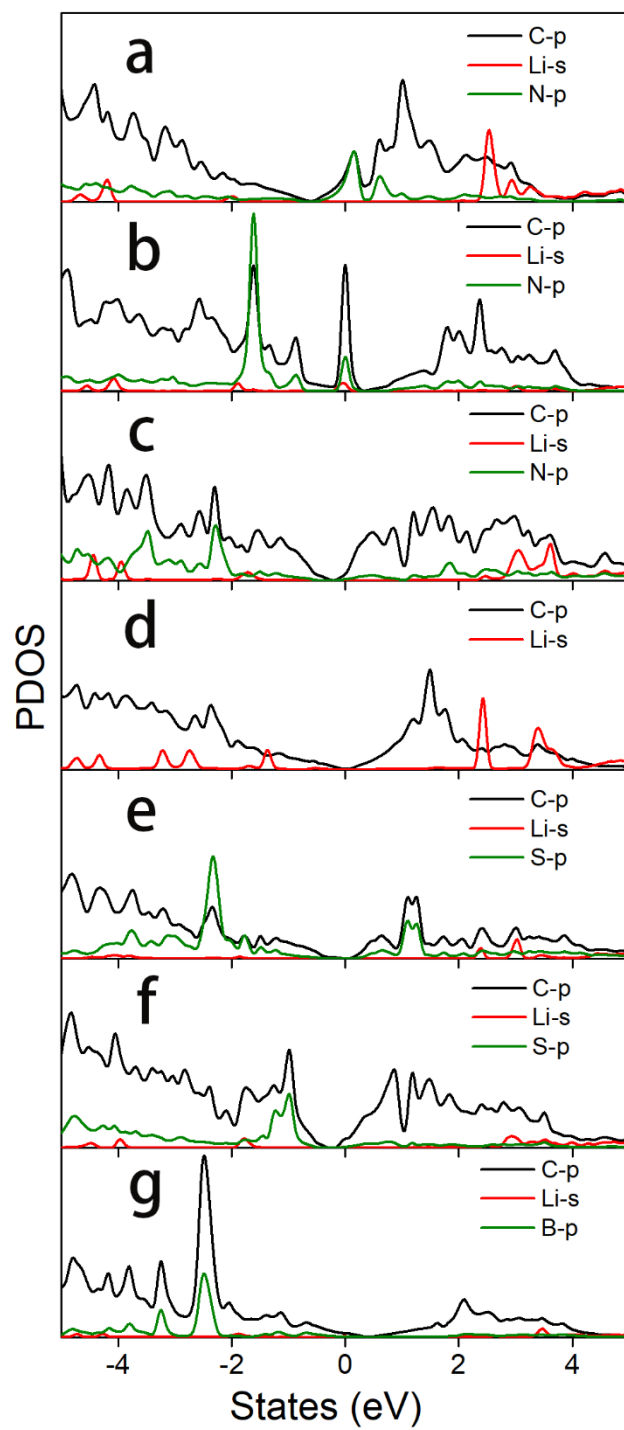 a
C-p
Li-s
N-p
b
C-p
Li-s
N-p
c
C-p
Li-s
N-p
d
C-p
Li-s
e
C-p
Li-s
S-p
f
C-p
Li-s
S-p
g
C-p
Li-s
B-p
PDOS
-4 -2 0 2 4
States (eV)